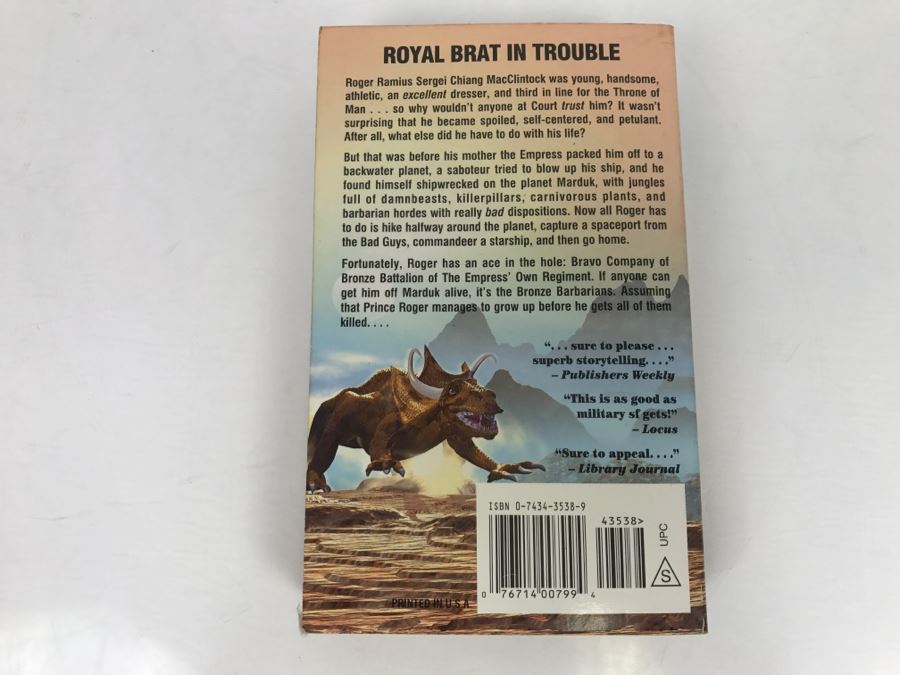 ROYAL BRAT IN TROUBLE
Roger Ramius Sergei Chiang MacClintock was young, handsome,
athletic, an excellent dresser, and third in line for the Throne of
Man . . . so why wouldn't anyone at Court trust him? It wasn't
surprising that he became spoiled, self-centered, and petulant.
After all, what else did he have to do with his life?
But that was before his mother the Empress packed him off to a
backwater planet, a saboteur tried to blow up his ship, and he
found himself shipwrecked on the planet Marduk, with jungles
full of damnbeasts, killerpillars, carnivorous plants, and
barbarian hordes with really bad dispositions. Now all Roger has
to do is hike halfway around the planet, capture a spaceport from
the Bad Guys, commandeer a starship, and then go home.
Fortunately, Roger has an ace in the hole: Bravo Company of
Bronze Battalion of The Empress' Own Regiment. If anyone can
get him off Marduk alive, it's the Bronze Barbarians. Assuming
that Prince Roger manages to grow up before he gets all of them
killed. . . .
". . . sure to please . . .
superb storytelling. . . ."
– Publishers Weekly
"This is as good as
military sf gets!"
– Locus
"Sure to appeal. . . ."
– Library Journal
ISBN 0-7434-3538-9
43538>
UPC
S
0 76714 00799 4
PRINTED IN U.S.A